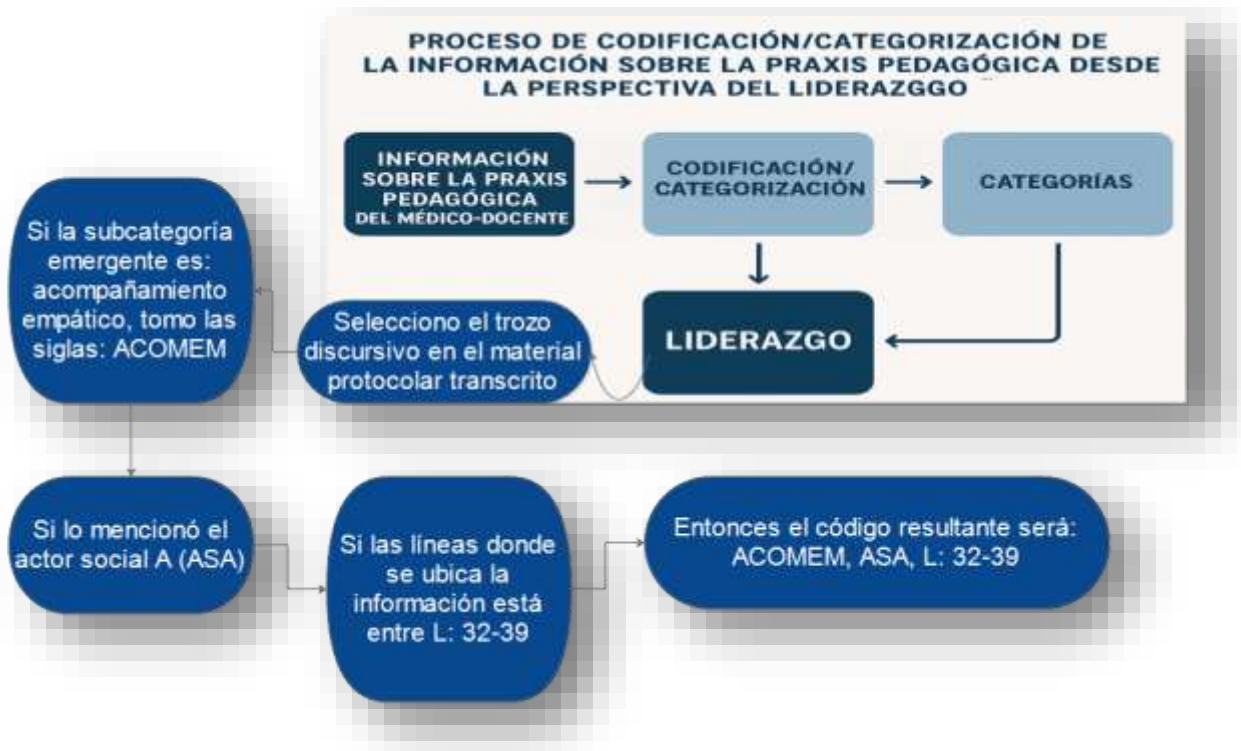 PROCESO DE CODIFICACIÓN/CATEGORIZACIÓN DE
LA INFORMACIÓN SOBRE LA PRAXIS PEDAGÓGICA DESDE
LA PERSPECTIVA DEL LIDERAZGGO
INFORMACIÓN
SOBRE LA PRAXIS
PEDAGÓGICA
DEL MÉDICO-DOCENTE
CODIFICACIÓN/
CATEGORIZACIÓN
CATEGORÍAS
LIDERAZGO
Selecciono el trozo
discursivo en el material
protocolar transcrito
Si la subcategoría
emergente es:
acompañamiento
empático, tomo las
siglas: ACOMEM
Si lo mencionó el
actor social A (ASA)
Si las líneas donde
se ubica la
información está
entre L: 32-39
Entonces el código resultante será:
ACOMEM, ASA, L: 32-39